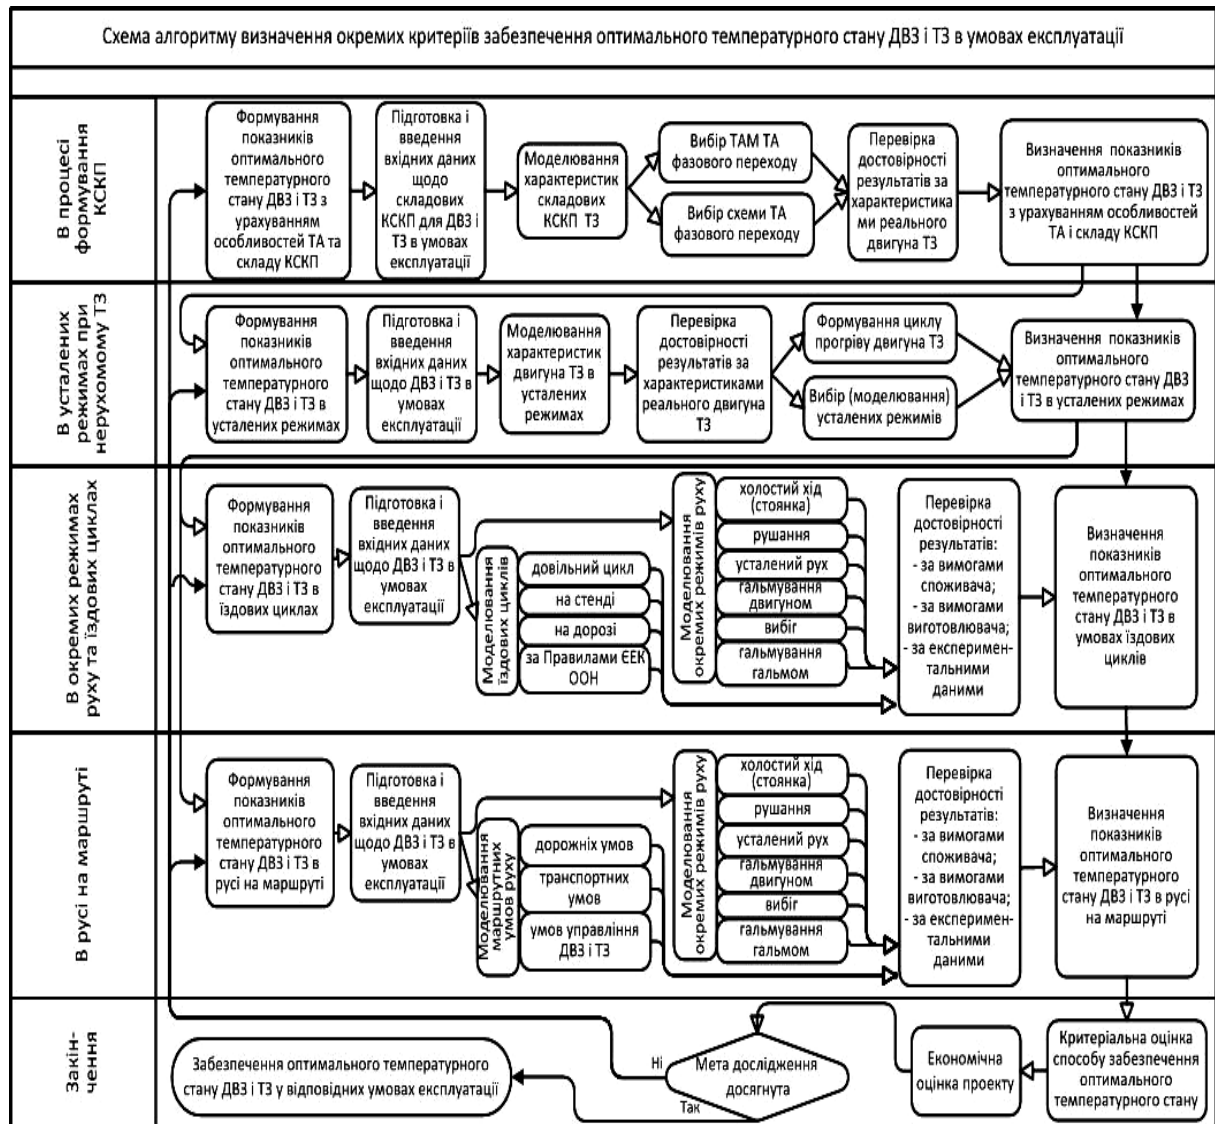 Схема алгоритму визначення окремих критеріїв забезпечення оптимального температурного стану ДВЗ і ТЗ в умовах експлуатації
В процесі
формування
КСКП
Формування
показників
оптимального
температурного
стану ДВЗ і ТЗ з
урахуванням
особливостей ТА та
складу КСКП
Підготовка і
введення
вхідних даних
щодо
складових
КСКП для ДВЗ і
ТЗ в умовах
експлуатації
Моделювання
характеристик
складових
КСКП ТЗ
Вибір ТАМ ТА
фазового переходу
Вибір схеми ТА
фазового переходу
Перевірка
достовірності
результатів за
характеристика
ми реального
двигуна ТЗ
Визначення показників
оптимального
температурного стану ДВЗ і ТЗ
з урахуванням особливостей
ТА і складу КСКП
В усталених
режимах при
нерухомому ТЗ
Формування
показників
оптимального
температурного
стану ДВЗ і ТЗ в
усталених режимах
Підготовка і
введення
вхідних даних
щодо ДВЗ і ТЗ в
умовах
експлуатації
Моделювання
характеристик
двигуна ТЗ в
усталених
режимах
Перевірка
достовірності
результатів за
характеристиками
реального двигуна
ТЗ
Формування циклу
прогріву двигуна ТЗ
Вибір (моделювання)
усталених режимів
Визначення показників
оптимального
температурного стану ДВЗ
і ТЗ в усталених режимах
В окремих режимах
руху та їздових циклах
Формування
показників
оптимального
температурного
стану ДВЗ і ТЗ в
їздових циклах
Підготовка і
введення
вхідних даних
щодо ДВЗ і ТЗ в
умовах
експлуатації
Моделювання
їздових циклів
довільний цикл
на стенді
на дорозі
за Правилами ЄЕК
ООН
Моделювання
окремих режимів руху
холостий хід
(стоянка)
рушання
усталений рух
гальмування
двигуном
вибіг
гальмування
гальмом
Перевірка
достовірності
результатів:
- за вимогами
споживача;
- за вимогами
виготовлювача;
- за експеримен-
тальними
даними
Визначення
показників
оптимального
температурного
стану ДВЗ і ТЗ в
умовах їздових
циклів
В русі на маршруті
Формування
показників
оптимального
температурного
стану ДВЗ і ТЗ в
русі на маршруті
Підготовка і
введення
вхідних даних
щодо ДВЗ і ТЗ в
умовах
експлуатації
Моделювання
маршрутних
умов руху
дорожніх умов
транспортних
умов
умов управління
ДВЗ і ТЗ
Моделювання
окремих режимів руху
холостий хід
(стоянка)
рушання
усталений рух
гальмування
двигуном
вибіг
гальмування
гальмом
Перевірка
достовірності
результатів:
- за вимогами
споживача;
- за вимогами
виготовлювача;
- за експеримен-
тальними
даними
Визначення
показників
оптимального
температурного
стану ДВЗ і ТЗ в русі
на маршруті
Закін-
чення
Забезпечення оптимального температурного
стану ДВЗ і ТЗ у відповідних умовах експлуатації
Ні
Так
Мета дослідження
досягнута
Економічна
оцінка проекту
Критеріальна оцінка
способу забезпечення
оптимального
температурного стану